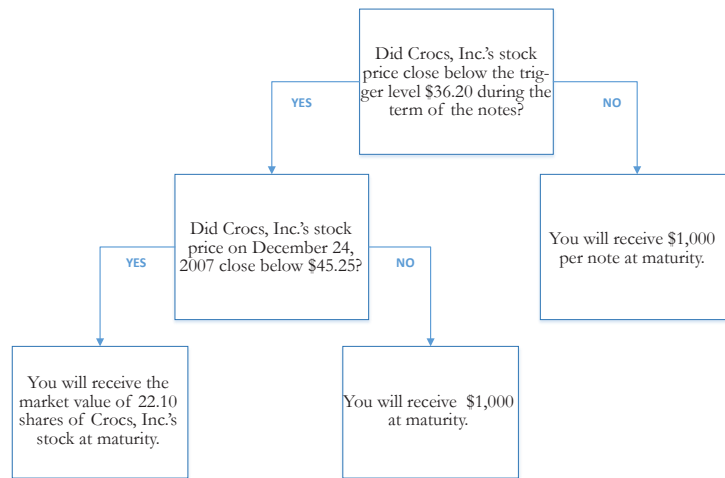 Did Crocs, Inc.'s stock
price close below the trig-
ger level $36.20 during the
term of the notes?
YES
NO
Did Crocs, Inc.'s stock
price on December 24,
2007 close below $45.25?
You will receive $1,000
per note at maturity.
YES
NO
You will receive the
market value of 22.10
shares of Crocs, Inc.'s
stock at maturity.
You will receive $1,000
at maturity.